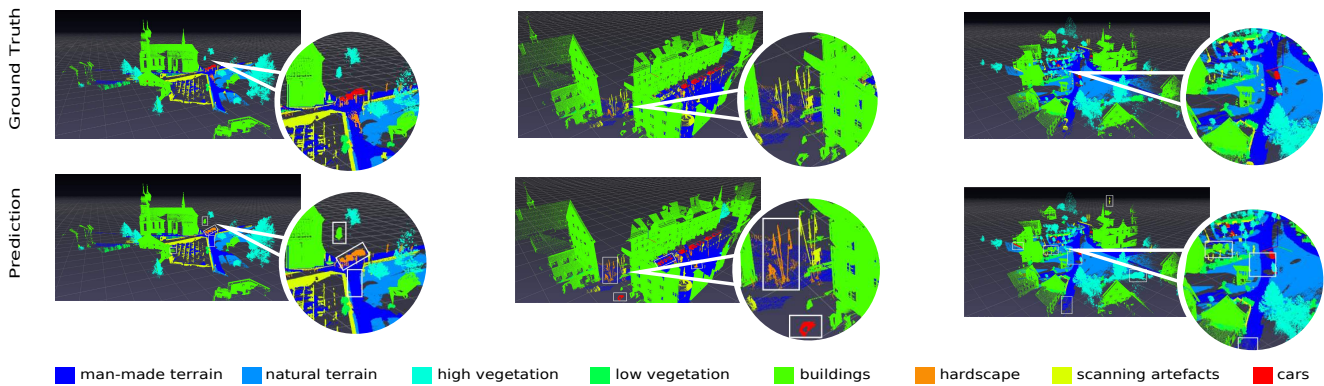 Ground Truth
Prediction
man-made terrain natural terrain high vegetation low vegetation buildings hardscape scanning artefacts cars